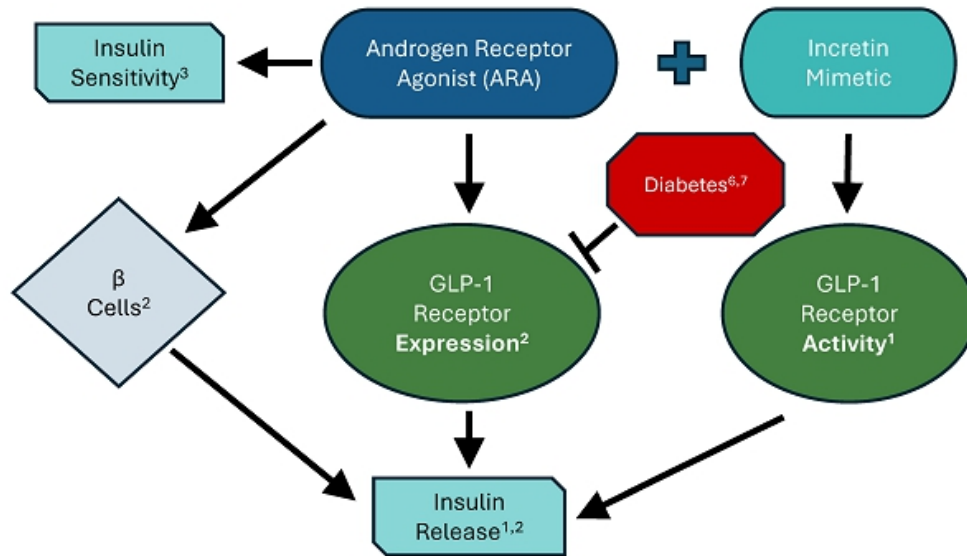 Insulin
Sensitivity³
Androgen Receptor
Agonist (ARA)
Incretin
Mimetic
Diabetes⁶,⁷
β
Cells²
GLP-1
Receptor
Expression²
GLP-1
Receptor
Activity¹
Insulin
Release¹,²